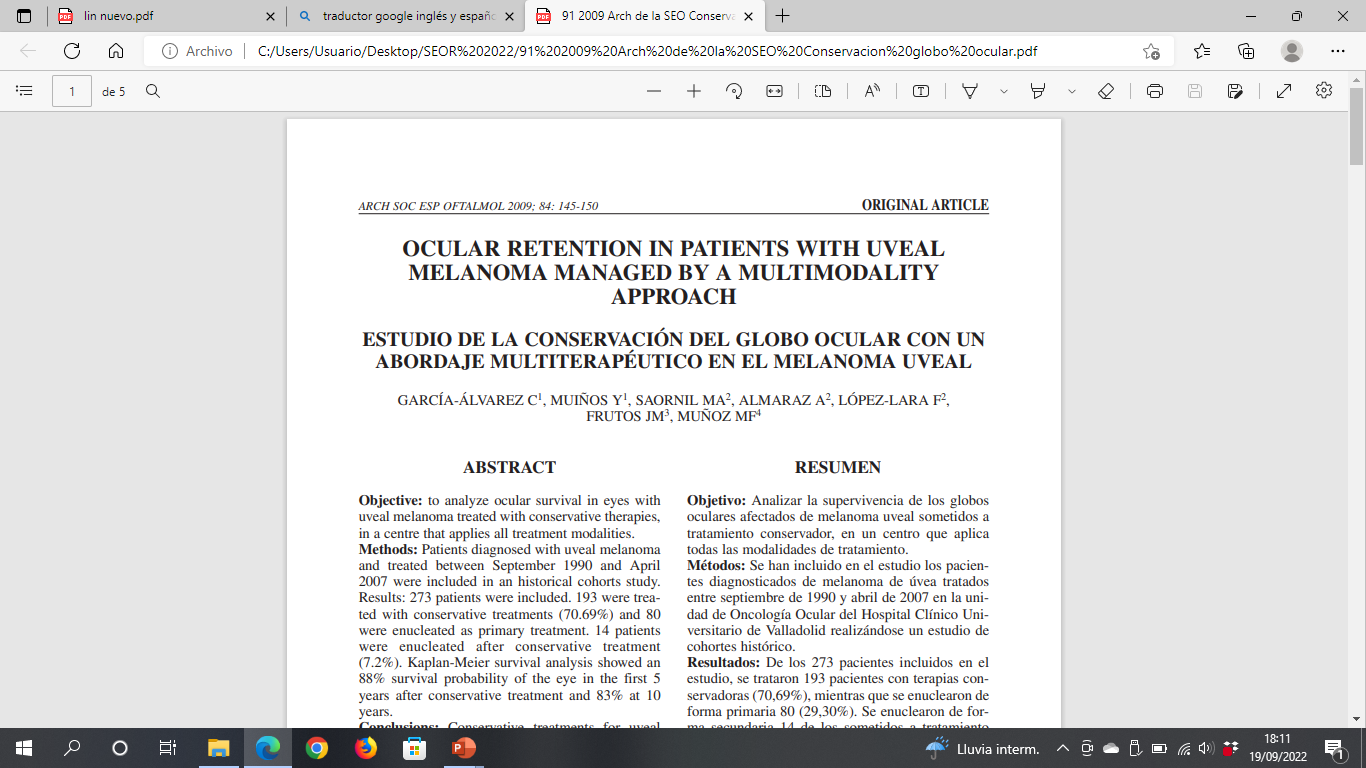 lin nuevo.pdf
traductor google inglés y españo
91 2009 Arch de la SEO Conserva
Archivo
C:/Users/Usuario/Desktop/SEOR%202022/91%202009%20Arch%20de%20la%20SEO%20Conservacion%20globo%20ocular.pdf
1 de 5
ARCH SOC ESP OFTALMOL 2009; 84: 145-150
ORIGINAL ARTICLE
OCULAR RETENTION IN PATIENTS WITH UVEAL
MELANOMA MANAGED BY A MULTIMODALITY
APPROACH
ESTUDIO DE LA CONSERVACIÓN DEL GLOBO OCULAR CON UN
ABORDAJE MULTITERAPÉUTICO EN EL MELANOMA UVEAL
GARCÍA-ÁLVAREZ C1, MUIÑOS Y1, SAORNIL MA2, ALMARAZ A2, LÓPEZ-LARA F2,
FRUTOS JM3, MUÑOZ MF4
ABSTRACT
Objective: to analyze ocular survival in eyes with
uveal melanoma treated with conservative therapies,
in a centre that applies all treatment modalities.
Methods: Patients diagnosed with uveal melanoma
and treated between September 1990 and April
2007 were included in an historical cohorts study.
Results: 273 patients were included. 193 were trea-
ted with conservative treatments (70.69%) and 80
were enucleated as primary treatment. 14 patients
were enucleated after conservative treatment
(7.2%). Kaplan-Meier survival analysis showed an
88% survival probability of the eye in the first 5
years after conservative treatment and 83% at 10
years.
Conclusions: Conservative treatments for uveal
RESUMEN
Objetivo: Analizar la supervivencia de los globos
oculares afectados de melanoma uveal sometidos a
tratamiento conservador, en un centro que aplica
todas las modalidades de tratamiento.
Métodos: Se han incluido en el estudio los pacien-
tes diagnosticados de melanoma de úvea tratados
entre septiembre de 1990 y abril de 2007 en la uni-
dad de Oncología Ocular del Hospital Clínico Uni-
versitario de Valladolid realizándose un estudio de
cohortes histórico.
Resultados: De los 273 pacientes incluidos en el
estudio, se trataron 193 pacientes con terapias con-
servadoras (70,69%), mientras que se enuclearon de
forma primaria 80 (29,30%). Se enuclearon de for-
ma secundaria 14 de los sometidos a tratamiento
Lluvia interm.
18:11
19/09/2022
1